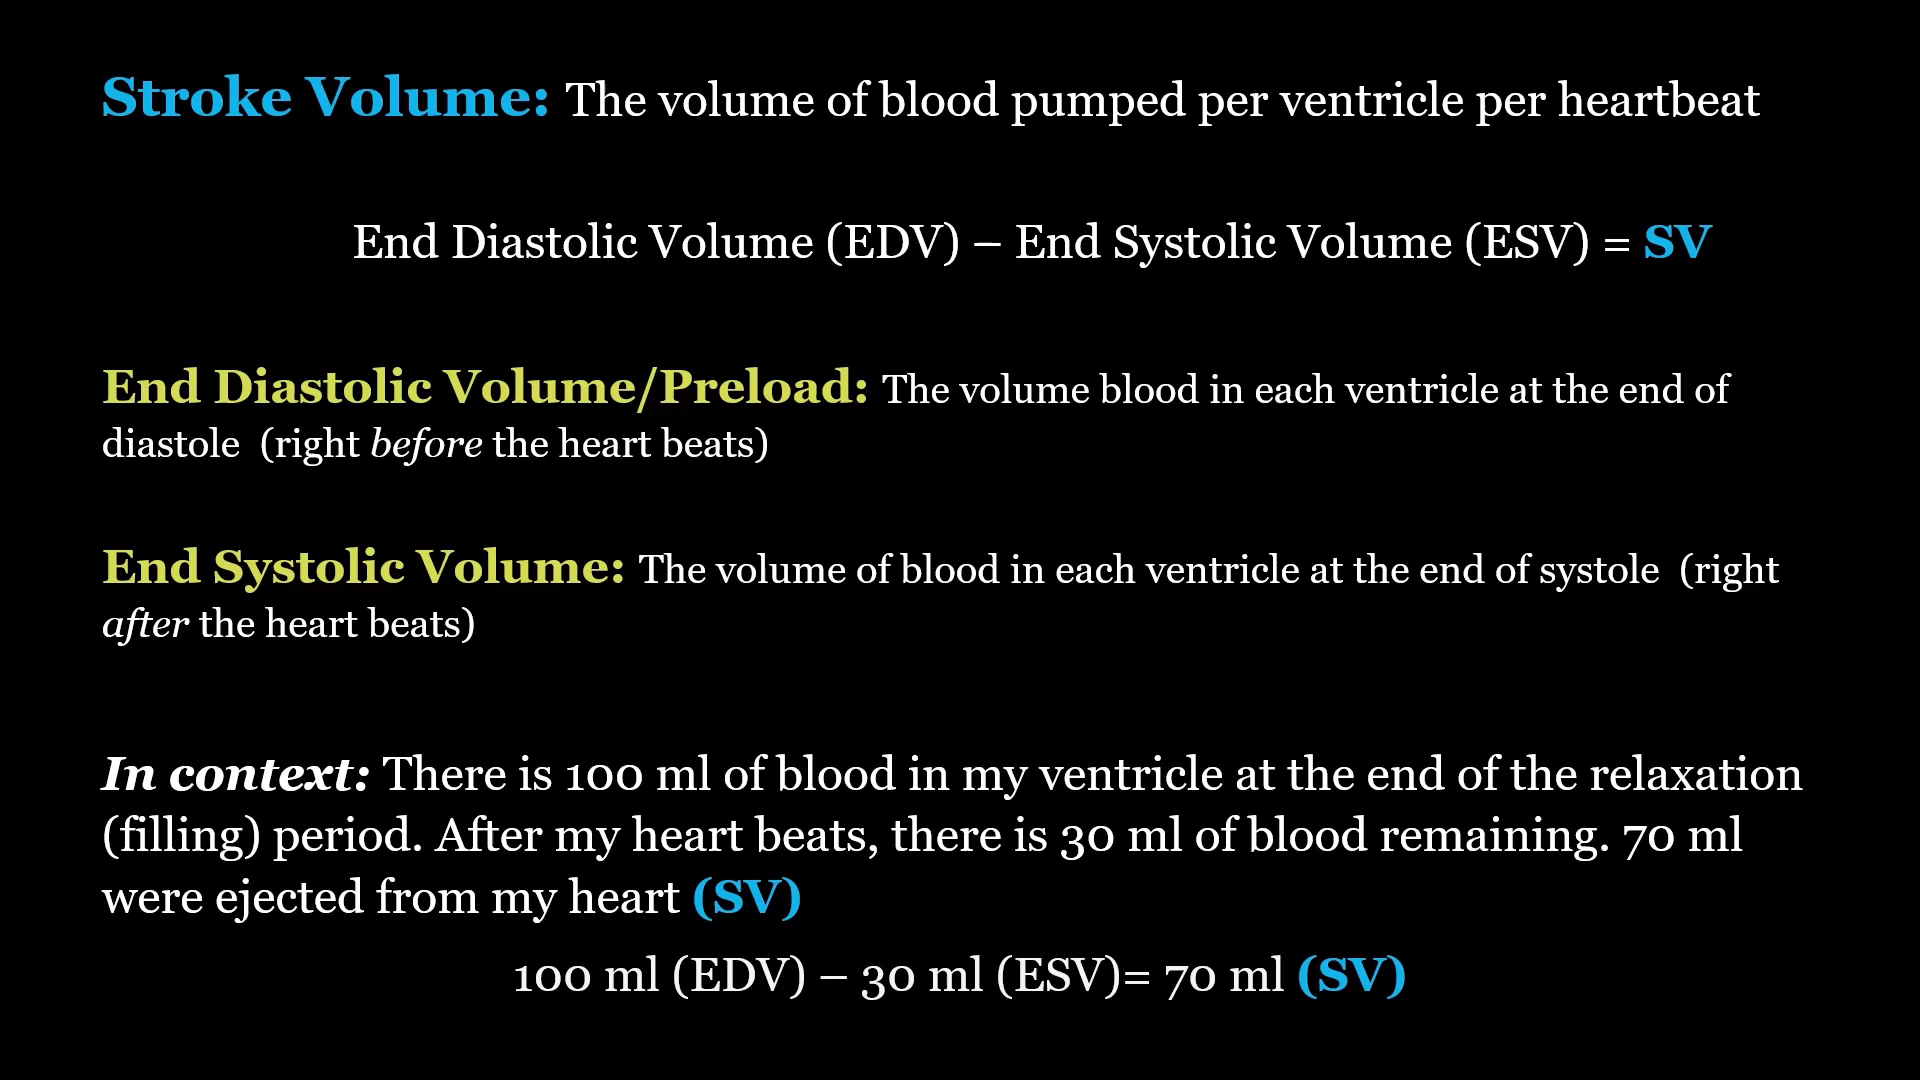 Stroke Volume: The volume of blood pumped per ventricle per heartbeat
End Diastolic Volume (EDV) – End Systolic Volume (ESV) = SV
End Diastolic Volume/Preload: The volume blood in each ventricle at the end of
diastole  (right before the heart beats)
End Systolic Volume: The volume of blood in each ventricle at the end of systole  (right
after the heart beats)
In context: There is 100 ml of blood in my ventricle at the end of the relaxation
(filling) period. After my heart beats, there is 30 ml of blood remaining. 70 ml
were ejected from my heart (SV)
100 ml (EDV) – 30 ml (ESV)= 70 ml (SV)